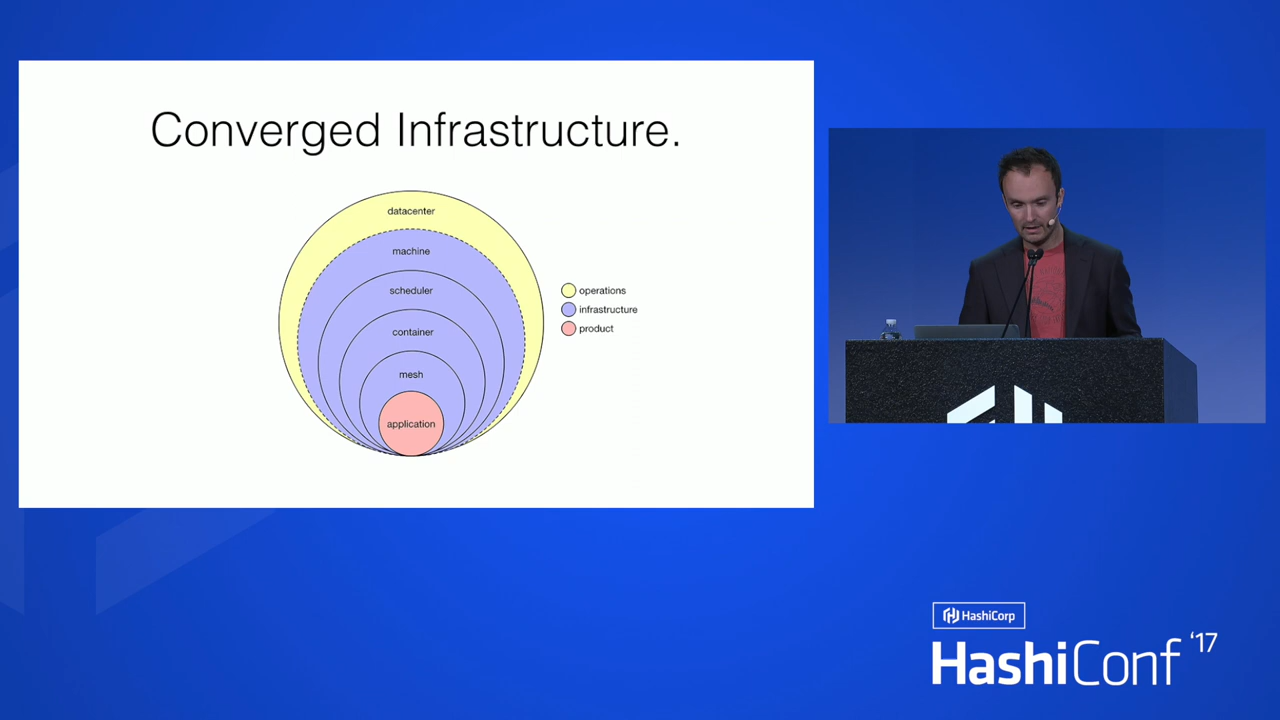 Converged Infrastructure.
datacenter
machine
scheduler
container
mesh
application
operations
infrastructure
product
HashiCorp
HashiConf '17